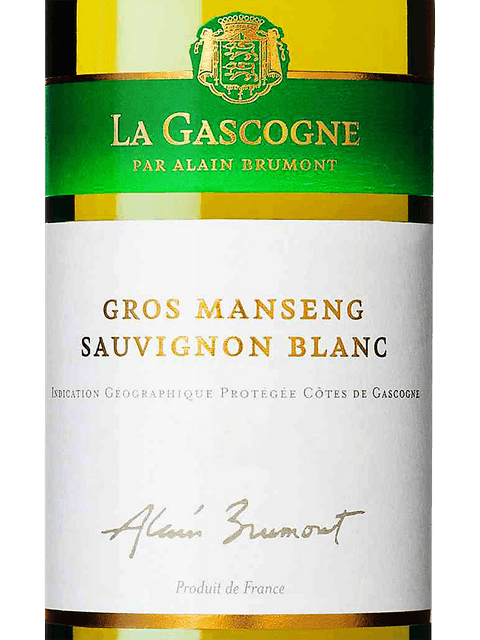 LA GASCOGNE
PAR ALAIN BRUMONT
GROS MANSENG
SAUVIGNON BLANC
INDICATION GÉOGRAPHIQUE PROTÉGÉE CÔTES DE GASCOGNE
Alain Brumont
Produit de France